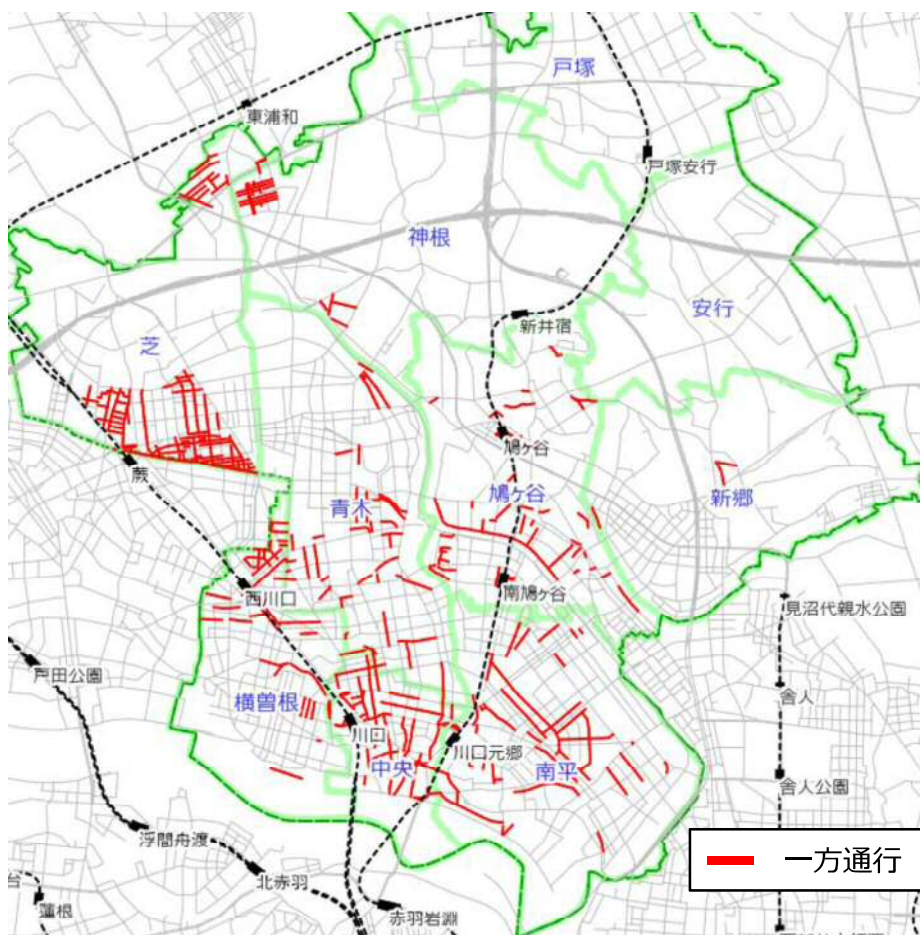 戸塚
東浦和
戸塚安行
神根
安行
新井宿
芝
鳩ヶ谷
蕨
鳩ヶ谷
新郷
青木
南鳩ヶ谷
西川口
見沼代親水公園
戸田公園
舎人
横曽根
川口
川口元郷
中央
南平
舎人公園
浮間舟渡
一方通行
北赤羽
台
蓮根
赤羽岩淵